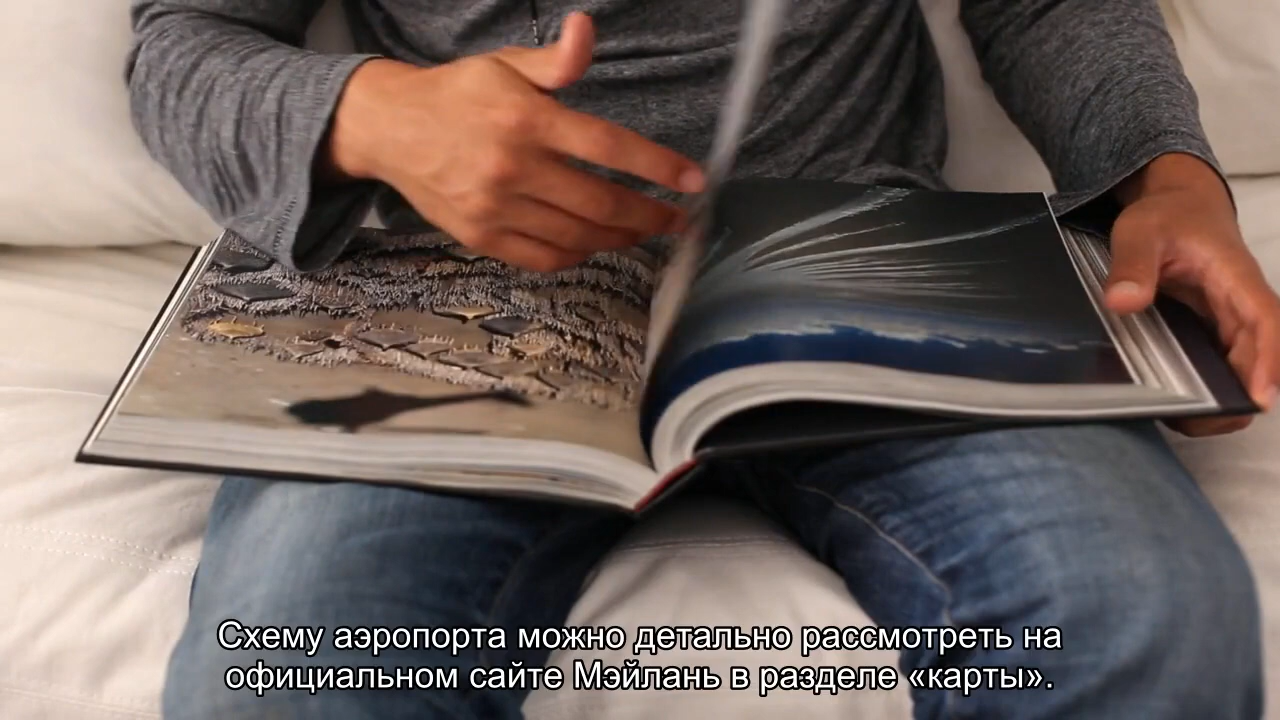 Схему аэропорта можно детально рассмотреть на
официальном сайте Мэйлань в разделе «карты».